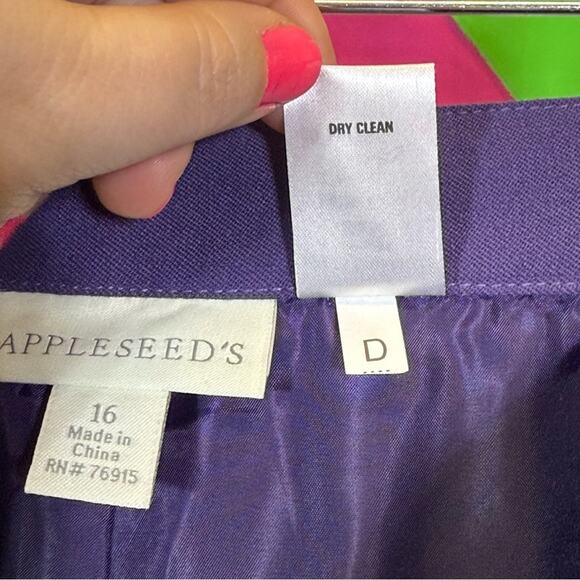 DRY CLEAN
APPLESEED'S
D
16
Made in
China
RN# 76915